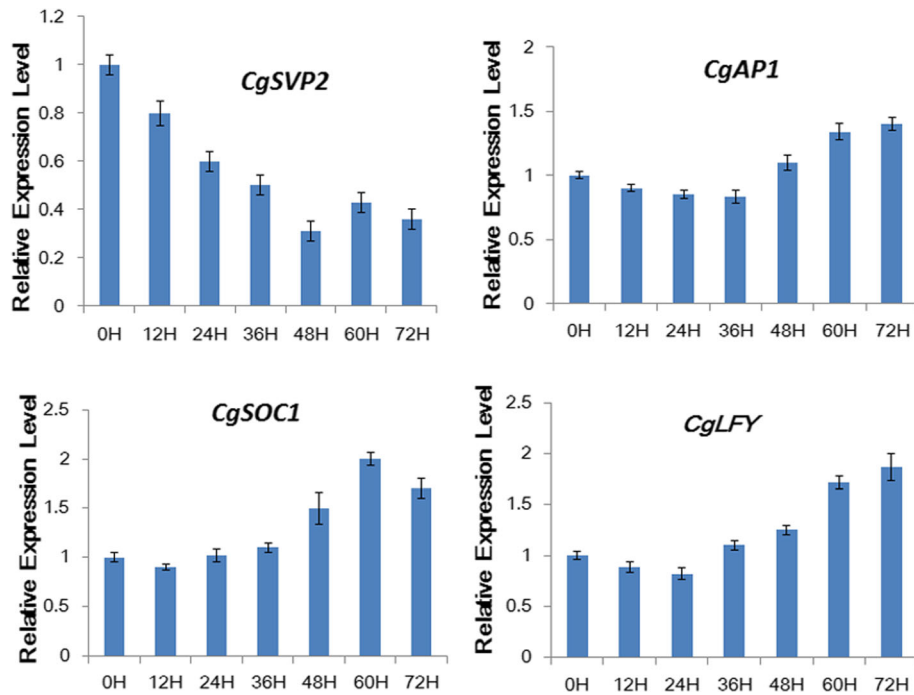 CgSVP2
Relative Expression Level
1.2
1
0.8
0.6
0.4
0.2
0
0H 12H 24H 36H 48H 60H 72H
CgAP1
Relative Expression Level
2
1.5
1
0.5
0
0H 12H 24H 36H 48H 60H 72H
CgSOC1
Relative Expression Level
2.5
2
1.5
1
0.5
0
0H 12H 24H 36H 48H 60H 72H
CgLFY
Relative Expression Level
2.5
2
1.5
1
0.5
0
0H 12H 24H 36H 48H 60H 72H